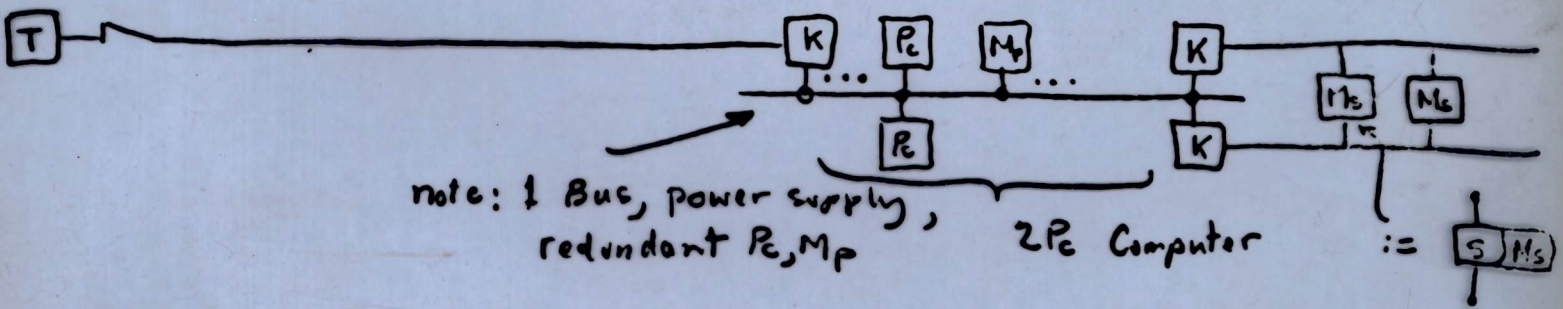 T K Pc Mp K
... ...
Ms Ms
Pc K
note: 1 Bus, power supply,
redundant Pc, Mp
2Pc Computer
:= S Ms